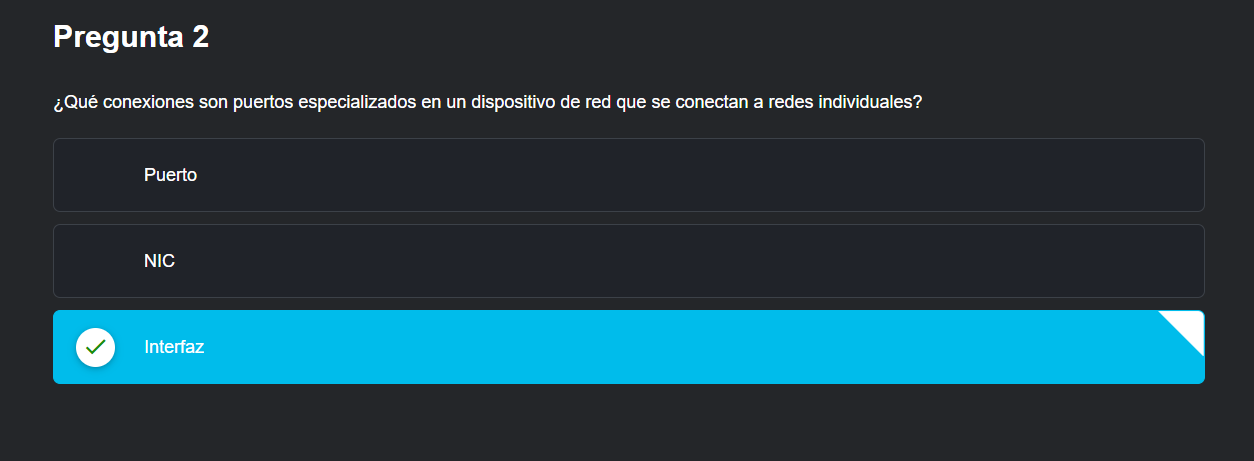 Pregunta 2
¿Qué conexiones son puertos especializados en un dispositivo de red que se conectan a redes individuales?
Puerto
NIC
Interfaz